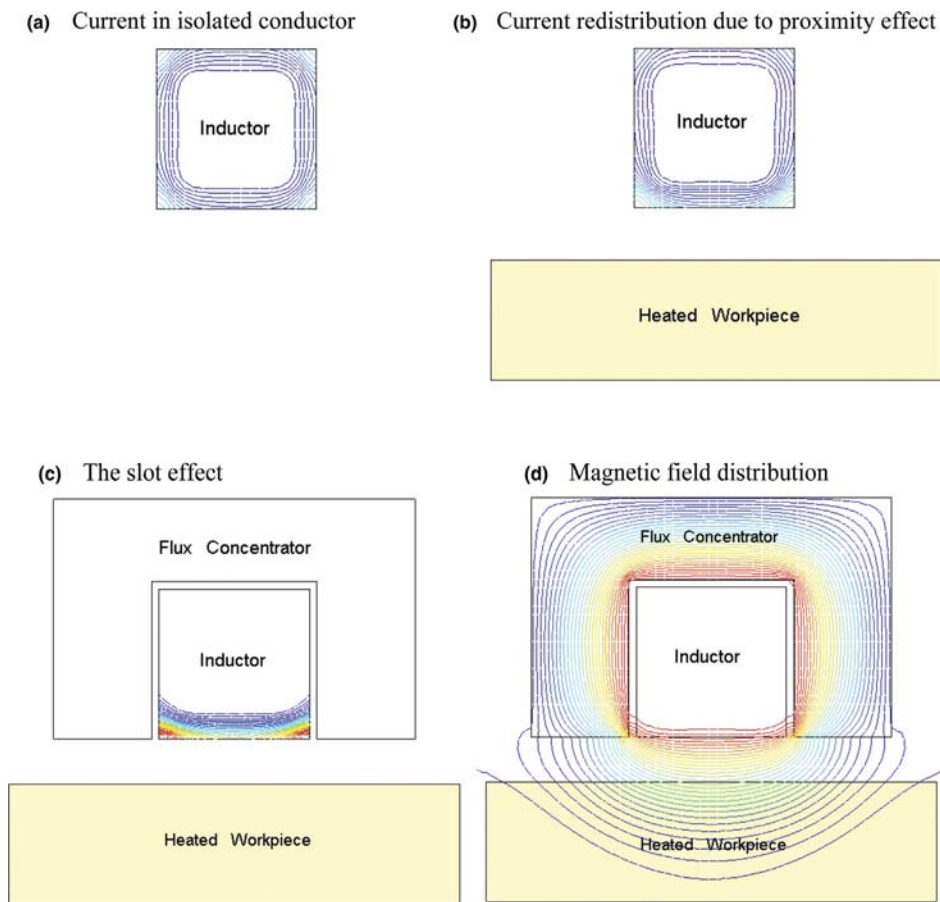 (a) Current in isolated conductor
Inductor
(b) Current redistribution due to proximity effect
Inductor
Heated Workpiece
(c) The slot effect
Flux Concentrator
Inductor
Heated Workpiece
(d) Magnetic field distribution
Flux Concentrator
Inductor
Heated Workpiece